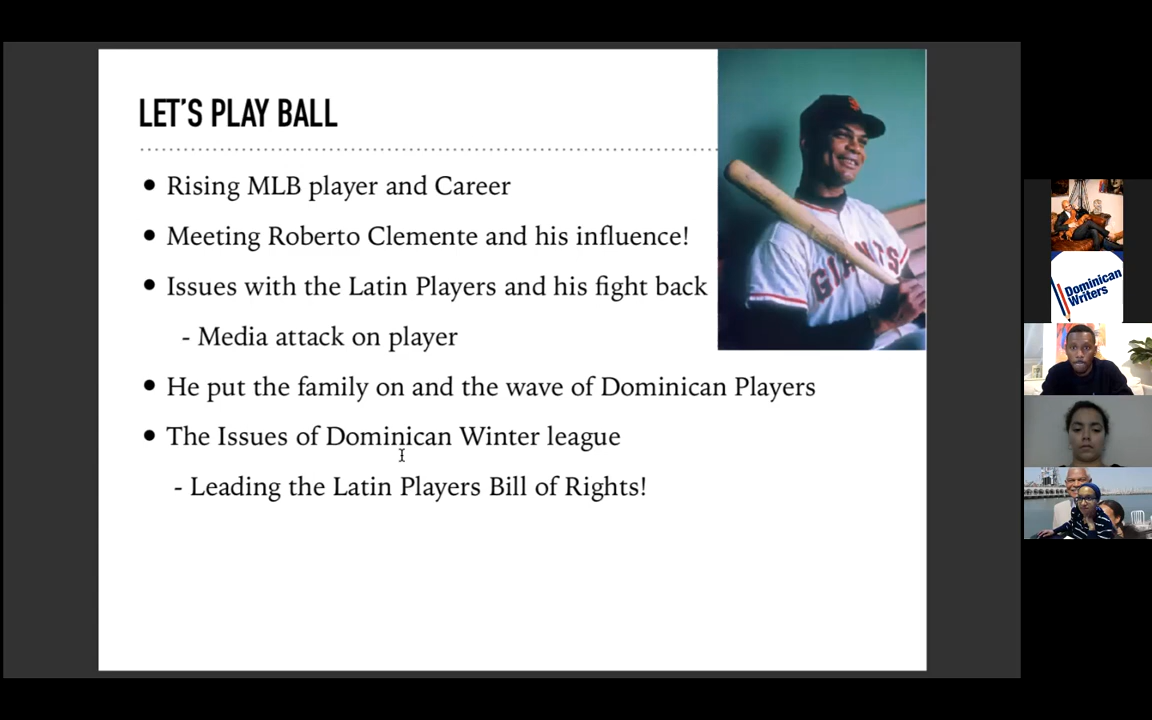 LET'S PLAY BALL
• Rising MLB player and Career
• Meeting Roberto Clemente and his influence!
• Issues with the Latin Players and his fight back
- Media attack on player
• He put the family on and the wave of Dominican Players
• The Issues of Dominican Winter league
- Leading the Latin Players Bill of Rights!
GIANTS
Dominican
Writers